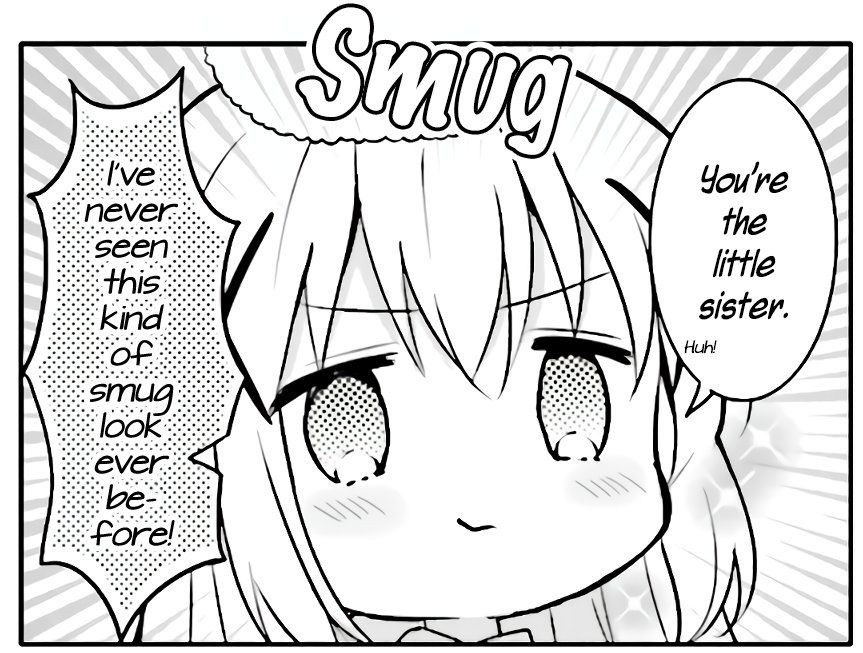 Smug
You're
the
little
sister.
Huh!
I've
never
seen
this
kind
of
smug
look
ever
be-
fore!